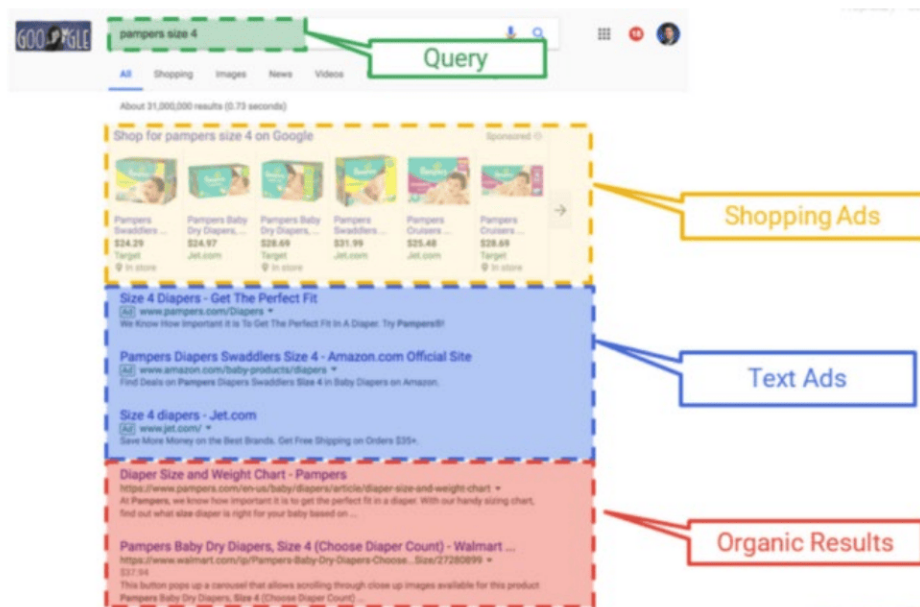 GOOGLE
pampers size 4
Query
All Shopping Images News Videos
About 31,000,000 results (0.73 seconds)
Shop for pampers size 4 on Google
Sponsored
Pampers Swaddlers ...
$24.29
Target
In store
Pampers Baby Dry Diapers, ...
$24.97
Jet.com
Pampers Baby Dry Diapers, ...
$28.69
Target
In store
Pampers Swaddlers ...
$31.99
Jet.com
Pampers Cruisers ...
$25.48
Jet.com
Pampers Cruisers ...
$28.69
Target
In store
Shopping Ads
Size 4 Diapers - Get The Perfect Fit
Ad www.pampers.com/Diapers
We Know How Important it is To Get The Perfect Fit In A Diaper. Try Pampers®!
Pampers Diapers Swaddlers Size 4 - Amazon.com Official Site
Ad www.amazon.com/baby-products/diapers
Find Deals on Pampers Diapers Swaddlers Size 4 in Baby Diapers on Amazon.
Size 4 diapers - Jet.com
Ad www.jet.com/
Save More Money on the Best Brands. Get Free Shipping on Orders $35+.
Text Ads
Diaper Size and Weight Chart - Pampers
https://www.pampers.com/en-us/baby/diapers/article/diaper-size-and-weight-chart
At Pampers, we know how important it is to get the perfect fit in a diaper. With our handy sizing chart,
find out what size diaper is right for your baby based on ...
Pampers Baby Dry Diapers, Size 4 (Choose Diaper Count) - Walmart ...
https://www.walmart.com/ip/Pampers-Baby-Dry-Diapers-Choose...Size/27280899
$37.94
This button pops up a carousel that allows scrolling through close up images available for this product
Pampers Baby Dry Diapers, Size 4 (Choose Diaper Count) ...
Organic Results